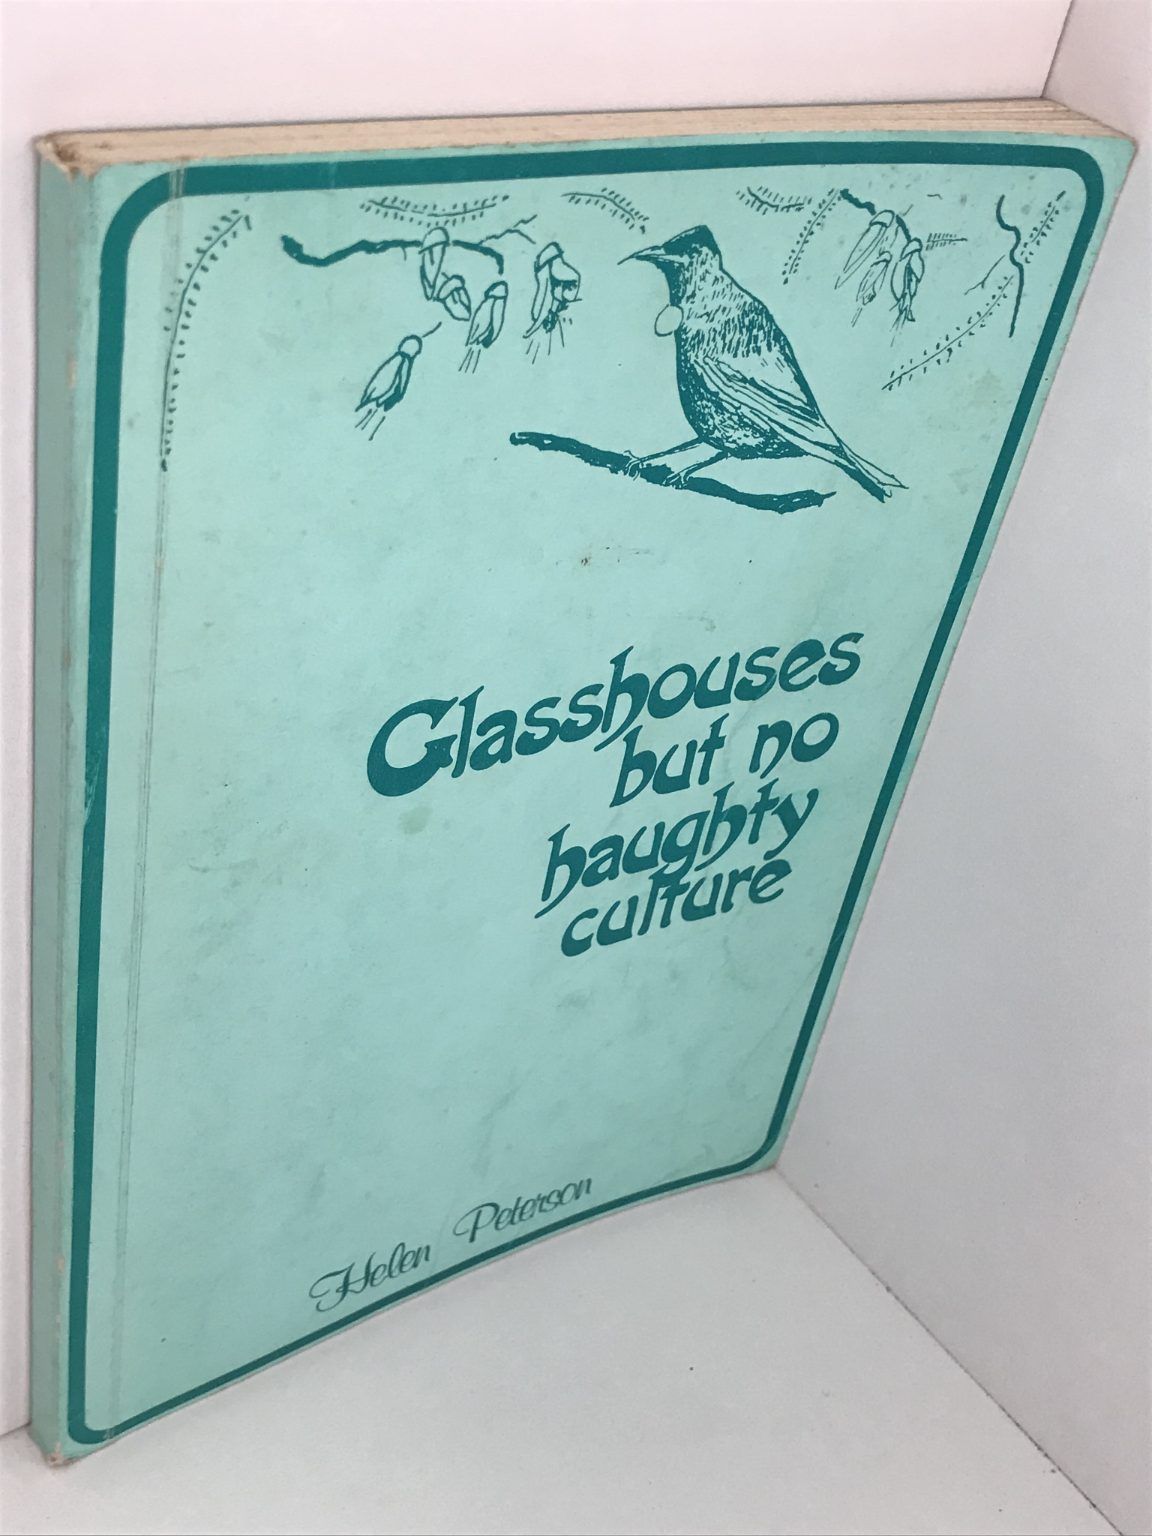 Glasshouses
but no
haughty
culture
Helen Peterson